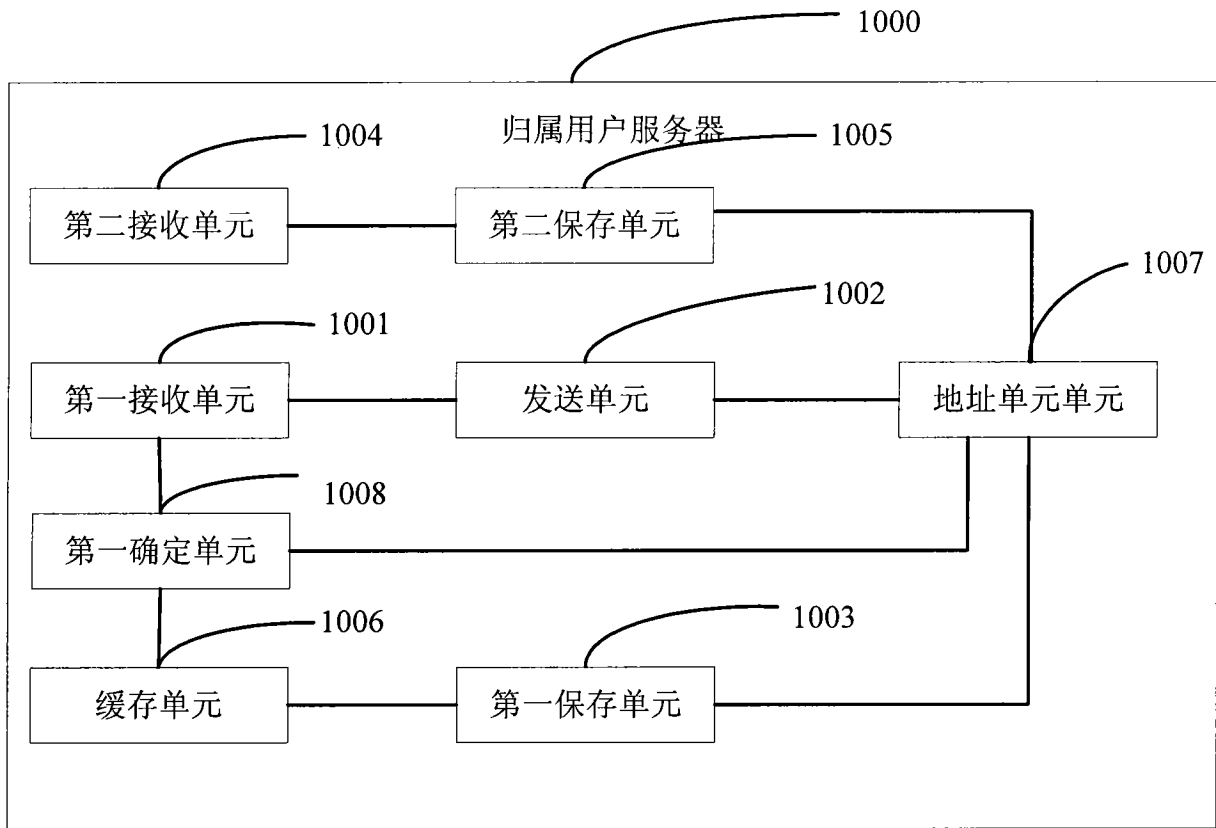 1000
归属用户服务器
1004
1005
第二接收单元
第二保存单元
1007
1002
1001
第一接收单元
发送单元
地址单元单元
1008
第一确定单元
1006
1003
缓存单元
第一保存单元